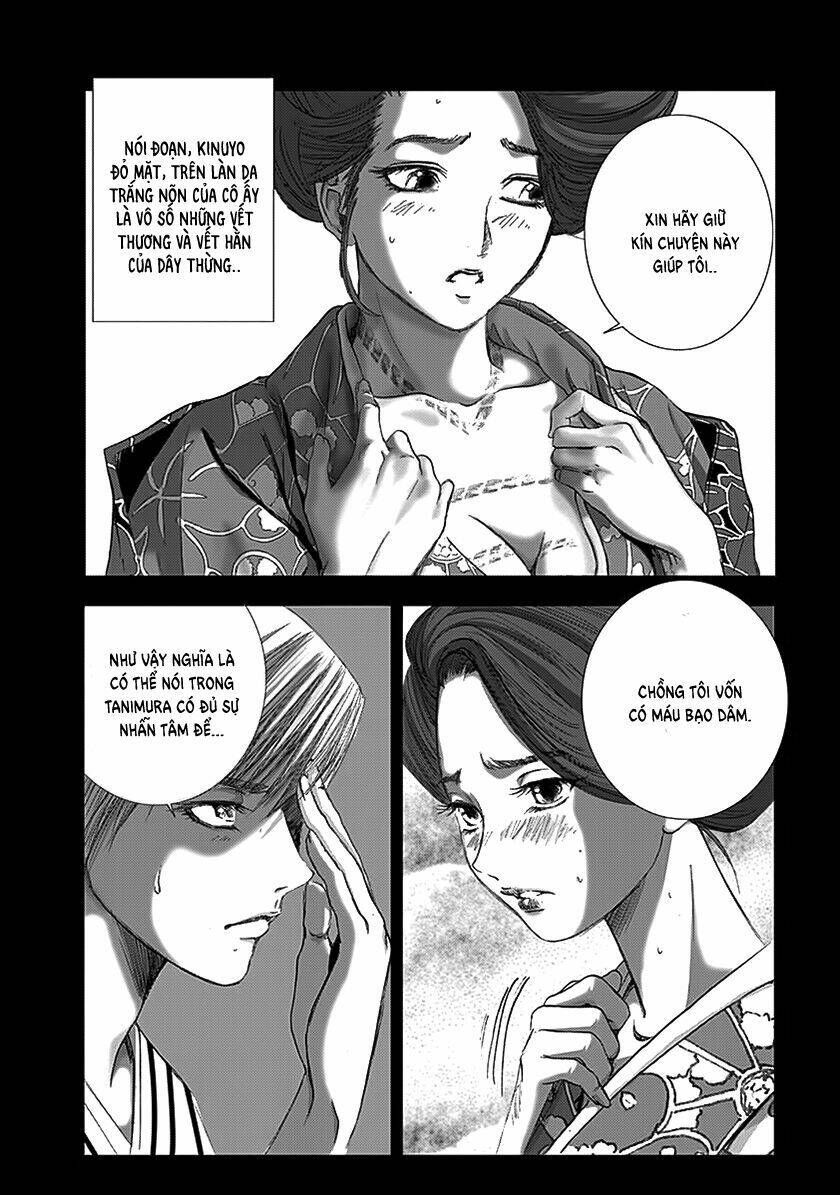 NÓI ĐOẠN, KINUYO
ĐỎ MẶT, TRÊN LÀN DA
TRẮNG NÕN CỦA CÔ ẤY
LÀ VÔ SỐ NHỮNG VẾT
THƯƠNG VÀ VẾT HẰN
CỦA DÂY THỪNG..
XIN HÃY GIỮ
KÍN CHUYỆN NÀY
GIÚP TÔI..
NHƯ VẬY NGHĨA LÀ
CÓ THỂ NÓI TRONG
TANIMURA CÓ ĐỦ SỰ
NHẪN TÂM ĐỂ...
CHỒNG TÔI VỐN
CÓ MÁU BẠO DÂM.